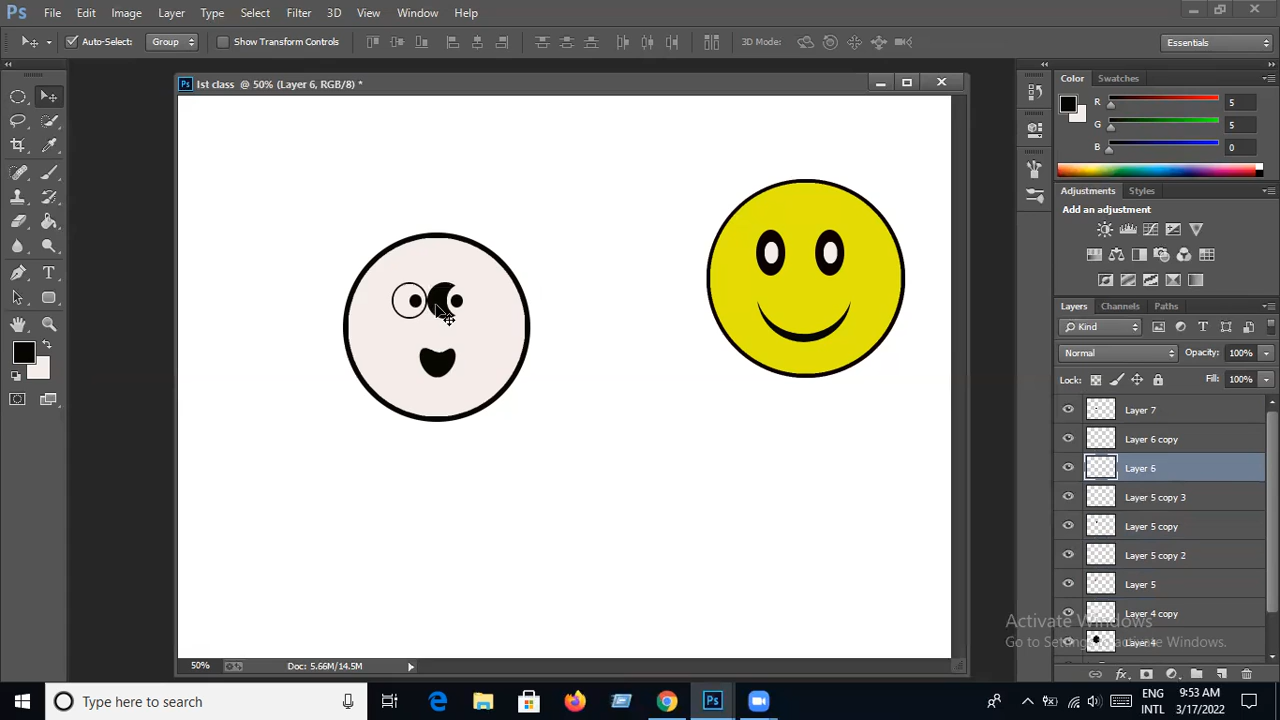 Ps File Edit Image Layer Type Select Filter 3D View Window Help
Auto-Select: Group Show Transform Controls 3D Mode: Essentials
Ps Ist class @ 50% (Layer 6, RGB/8) *
Color Swatches
R 5
G 5
B 0
Adjustments Styles
Add an adjustment
Layers Channels Paths
Kind
Normal Opacity: 100%
Lock: Fill: 100%
Layer 7
Layer 6 copy
Layer 6
Layer 5 copy 3
Layer 5 copy
Layer 5 copy 2
Layer 5
Layer 4 copy
Layer 4
Activate Windows
Go to Settings to activate Windows.
50% Doc: 5.66M/14.5M
Type here to search
ENG 9:53 AM
INTL 3/17/2022